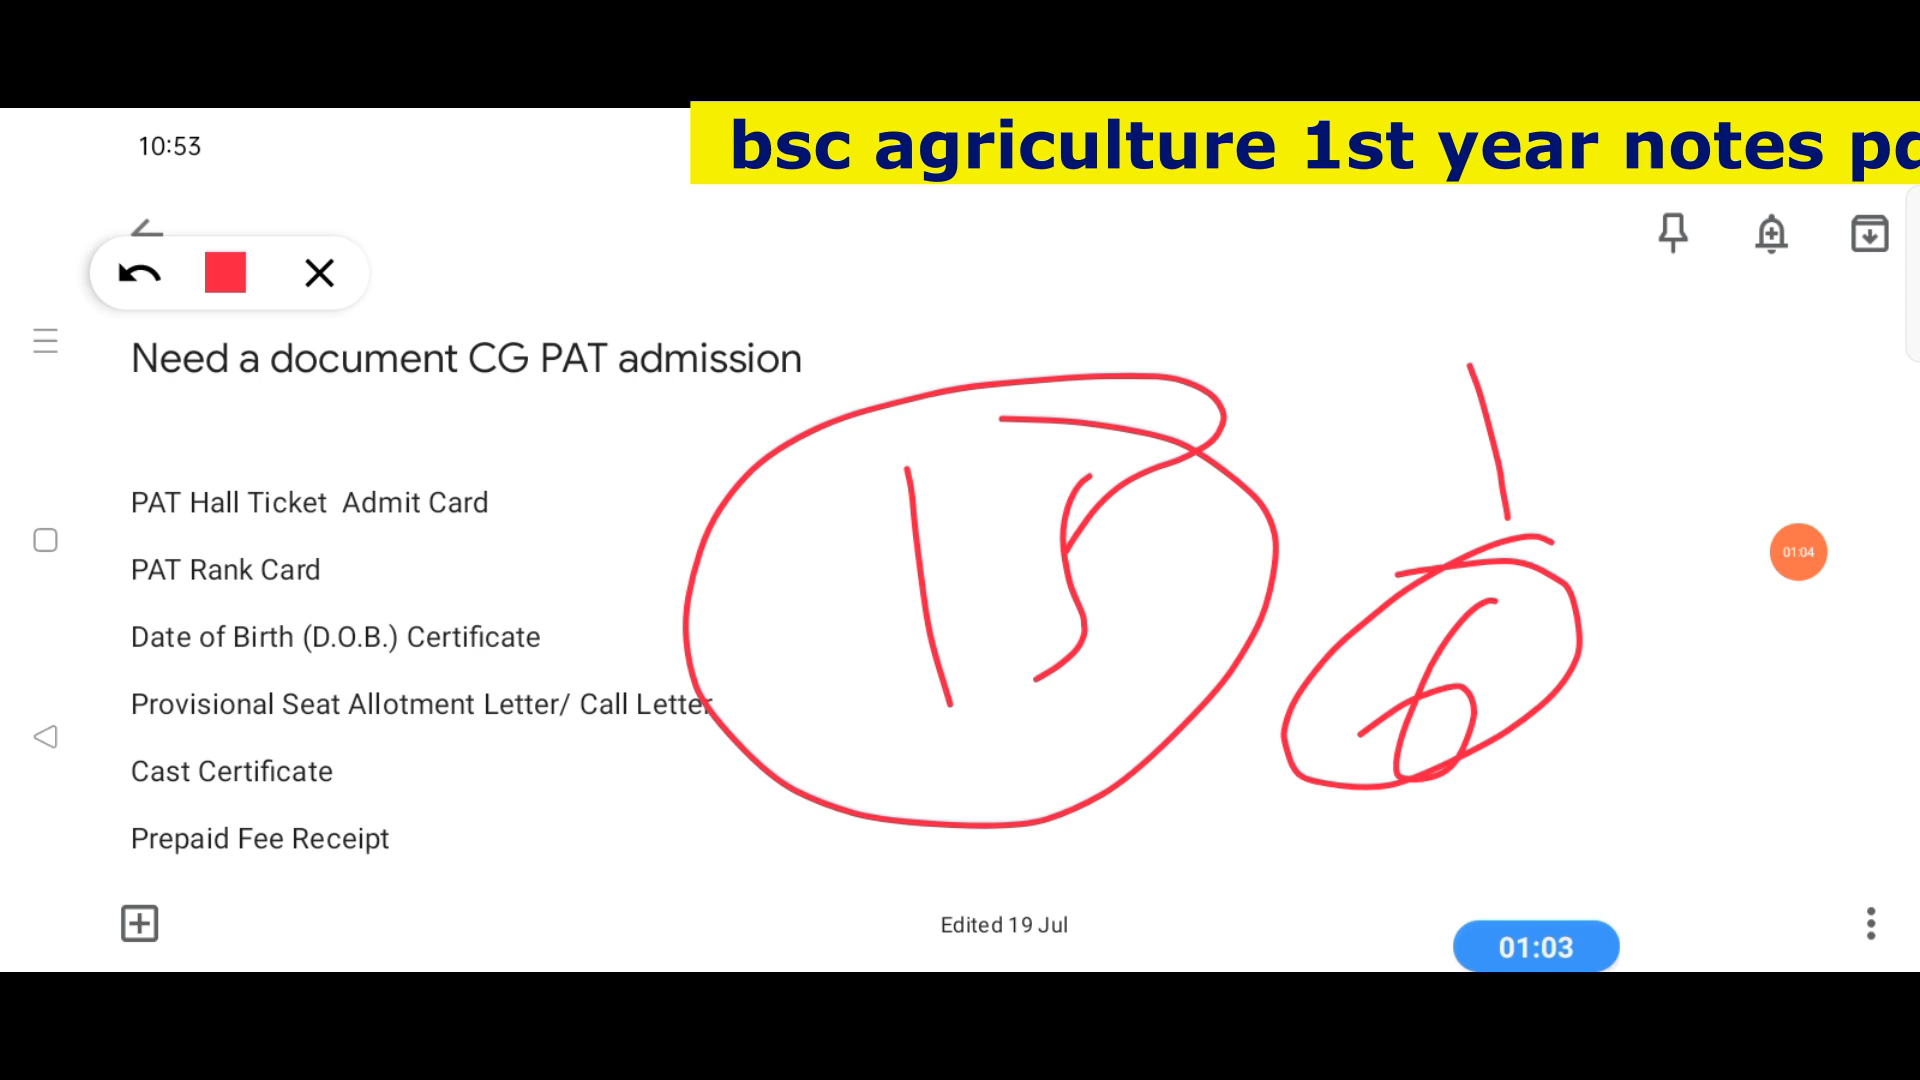 bsc agriculture 1st year notes
10:53
Need a document CG PAT admission
PAT Hall Ticket Admit Card
PAT Rank Card
Date of Birth (D.O.B.) Certificate
Provisional Seat Allotment Letter/ Call Letter
Cast Certificate
Prepaid Fee Receipt
15
1
6
01:04
Edited 19 Jul
01:03